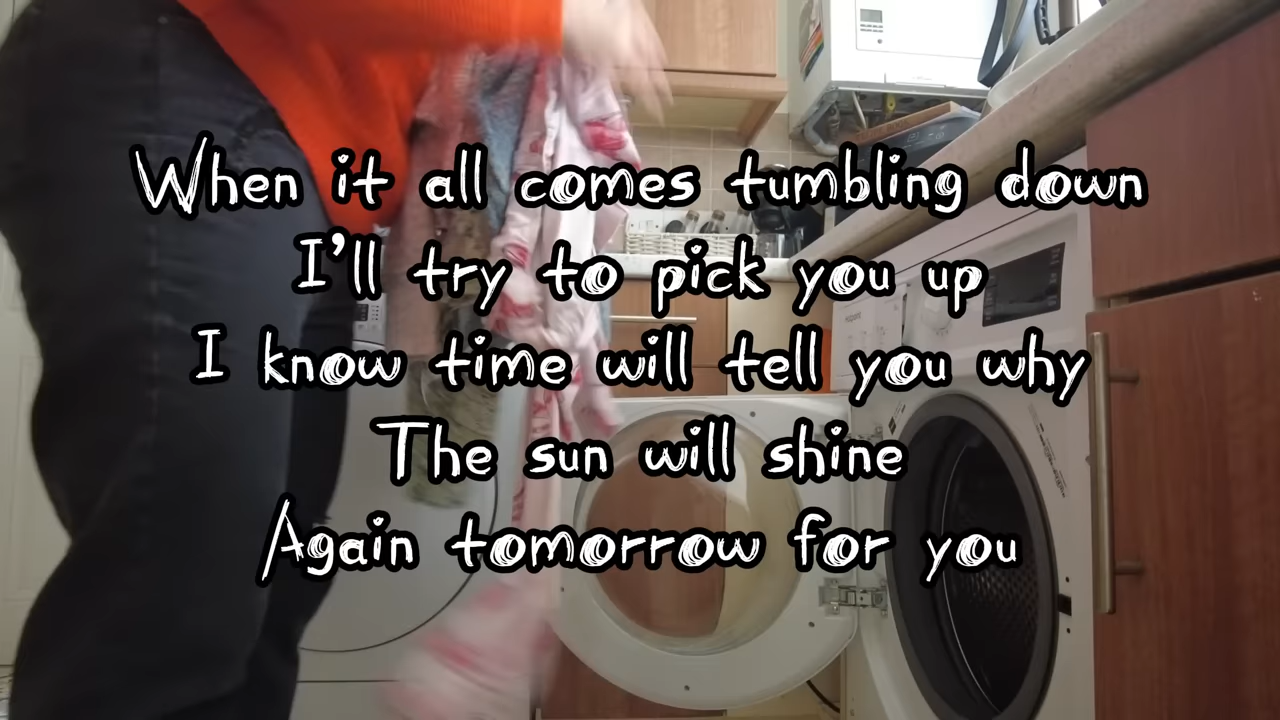 When it all comes tumbling down
I'll try to pick you up
I know time will tell you why
The sun will shine
Again tomorrow for you